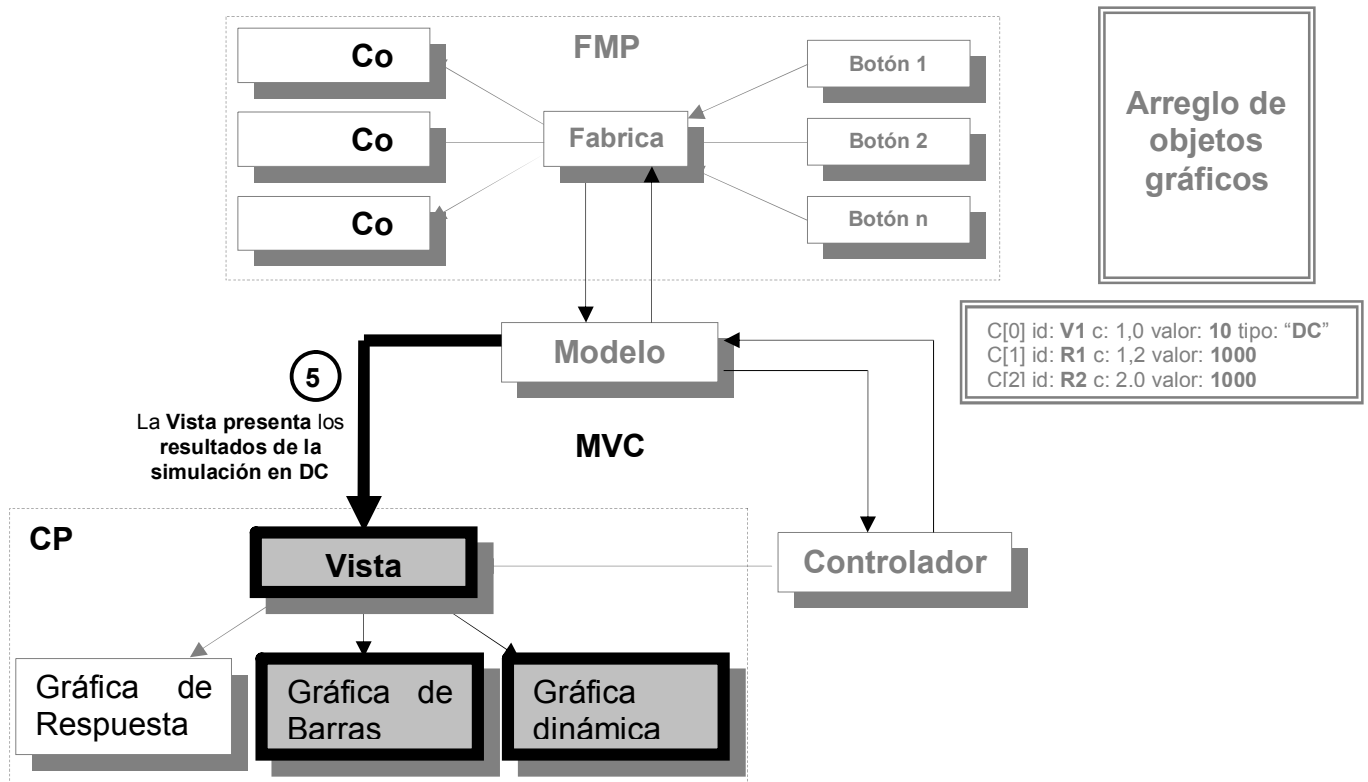 FMP
Co
Co
Co
Fabrica
Botón 1
Botón 2
Botón n
Arreglo de
objetos
gráficos
C[0] id: V1 c: 1,0 valor: 10 tipo: “DC”
C[1] id: R1 c: 1,2 valor: 1000
C[2] id: R2 c: 2.0 valor: 1000
Modelo
5
La Vista presenta los
resultados de la
simulación en DC
MVC
CP
Vista
Controlador
Gráfica de
Respuesta
Gráfica de
Barras
Gráfica
dinámica